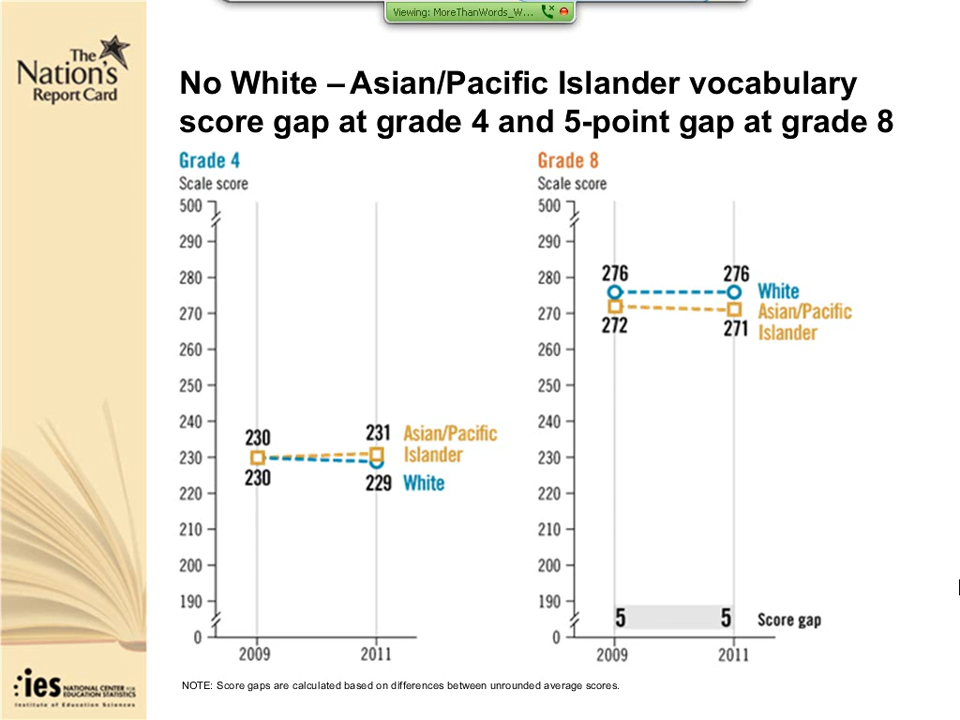 Viewing: MoreThanWords_W...
The
Nation's
Report Card
No White – Asian/Pacific Islander vocabulary
score gap at grade 4 and 5-point gap at grade 8
Grade 4
Scale score
500
290
280
270
260
250
240
230
220
210
200
190
0
230
230
231
229
Asian/Pacific
Islander
White
2009
2011
Grade 8
Scale score
500
290
280
270
260
250
240
230
220
210
200
190
0
276
276
272
271
White
Asian/Pacific
Islander
5
5
Score gap
2009
2011
NOTE: Score gaps are calculated based on differences between unrounded average scores.
ies NATIONAL CENTER FOR
EDUCATION STATISTICS
Institute of Education Sciences